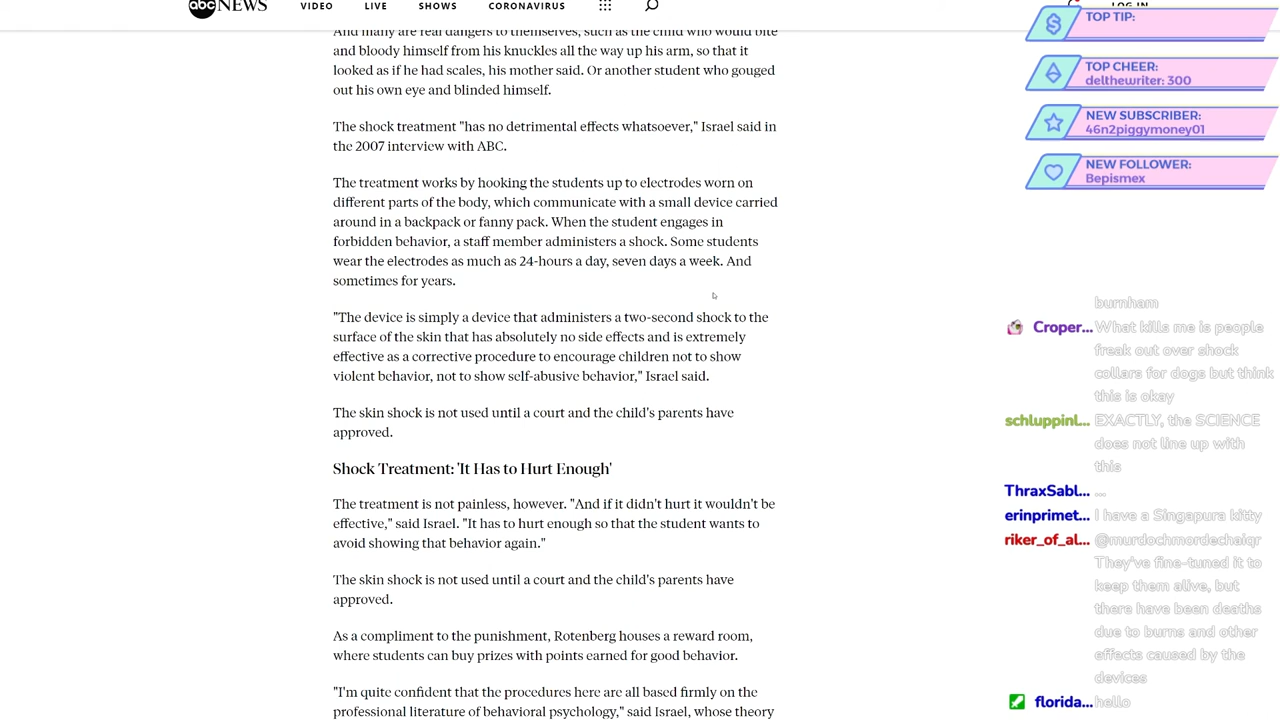 abc NEWS VIDEO LIVE SHOWS CORONAVIRUS LOG IN
And many are real dangers to themselves, such as the child who would bite
and bloody himself from his knuckles all the way up his arm, so that it
looked as if he had scales, his mother said. Or another student who gouged
out his own eye and blinded himself.
The shock treatment "has no detrimental effects whatsoever," Israel said in
the 2007 interview with ABC.
The treatment works by hooking the students up to electrodes worn on
different parts of the body, which communicate with a small device carried
around in a backpack or fanny pack. When the student engages in
forbidden behavior, a staff member administers a shock. Some students
wear the electrodes as much as 24-hours a day, seven days a week. And
sometimes for years.
"The device is simply a device that administers a two-second shock to the
surface of the skin that has absolutely no side effects and is extremely
effective as a corrective procedure to encourage children not to show
violent behavior, not to show self-abusive behavior," Israel said.
The skin shock is not used until a court and the child's parents have
approved.
Shock Treatment: 'It Has to Hurt Enough'
The treatment is not painless, however. "And if it didn't hurt it wouldn't be
effective," said Israel. "It has to hurt enough so that the student wants to
avoid showing that behavior again."
The skin shock is not used until a court and the child's parents have
approved.
As a compliment to the punishment, Rotenberg houses a reward room,
where students can buy prizes with points earned for good behavior.
"I'm quite confident that the procedures here are all based firmly on the
professional literature of behavioral psychology," said Israel, whose theory
TOP TIP:
TOP CHEER:
delthewriter: 300
NEW SUBSCRIBER:
46n2piggymoney01
NEW FOLLOWER:
Bepismex
burnham
Croper... What kills me is people
freak out over shock
collars for dogs but think
this is okay
schluppinl... EXACTLY, the SCIENCE
does not line up with
this
ThraxSabl... ...
erinprimet... I have a Singapura kitty
riker_of_al... @murdochmordechaiqr
They've fine-tuned it to
keep them alive, but
there have been deaths
due to burns and other
effects caused by the
devices
florida... hello